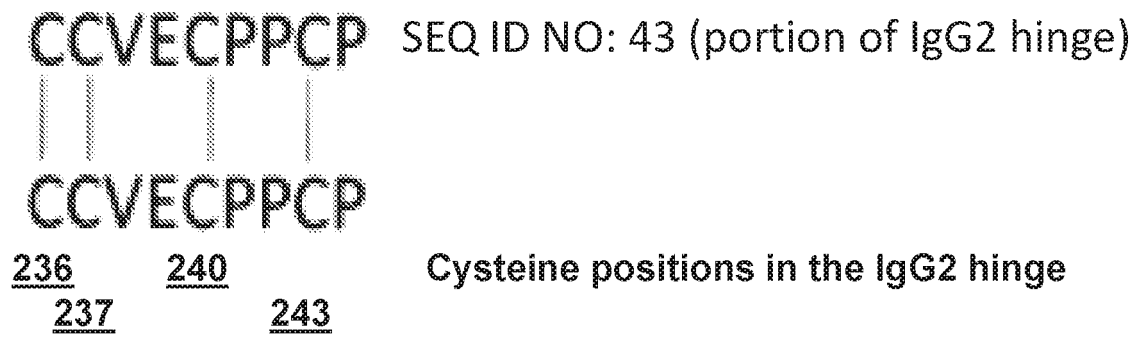 CCVECPPCP SEQ ID NO: 43 (portion of IgG2 hinge)
CCVECPPCP
236 240 Cysteine positions in the IgG2 hinge
237 243